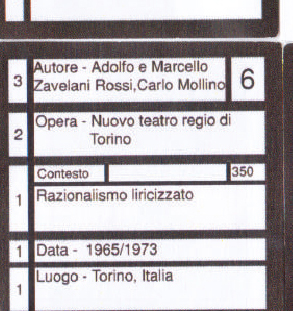 3 Autore - Adolfo e Marcello
Zavelani Rossi,Carlo Mollino 6
2 Opera - Nuovo teatro regio di
Torino
Contesto 350
1 Razionalismo liricizzato
1 Data - 1965/1973
1 Luogo - Torino, Italia